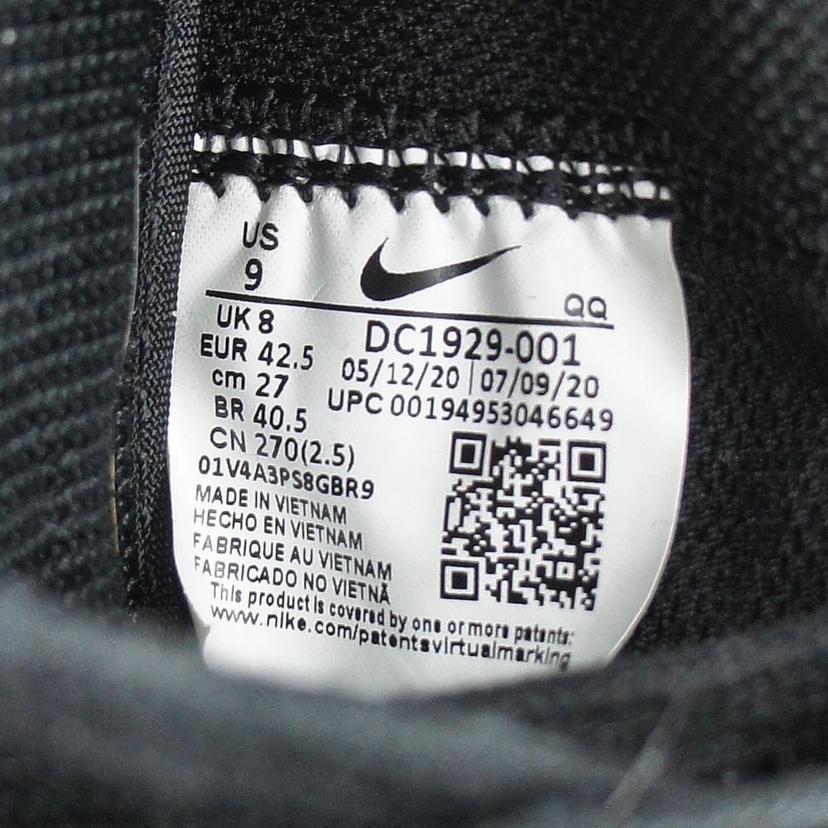 US
9
QQ
UK 8
EUR 42.5
cm 27
BR 40.5
CN 270(2.5)
DC1929-001
05/12/20 | 07/09/20
UPC 00194953046649
01V4A3PS8GBR9
MADE IN VIETNAM
HECHO EN VIETNAM
FABRIQUE AU VIETNAM
FABRICADO NO VIETNÃ
This product is covered by one or more patents:
www.nike.com/patentsvirtualmarking